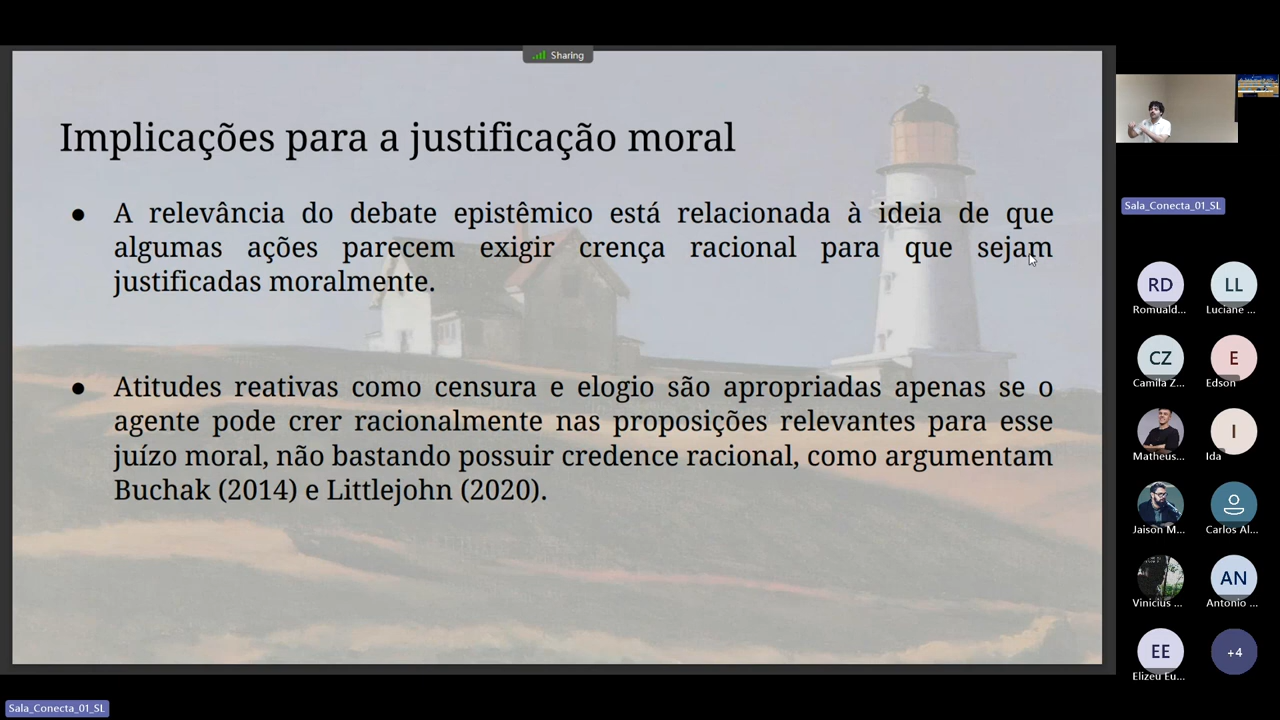 Sharing
Implicações para a justificação moral
● A relevância do debate epistêmico está relacionada à ideia de que
algumas ações parecem exigir crença racional para que sejam
justificadas moralmente.
● Atitudes reativas como censura e elogio são apropriadas apenas se o
agente pode crer racionalmente nas proposições relevantes para esse
juízo moral, não bastando possuir credence racional, como argumentam
Buchak (2014) e Littlejohn (2020).
Sala_Conecta_01_SL
RD LL
Romuald... Luciane ...
CZ E
Camila Z... Edson
I
Matheus... Ida
Jaison M... Carlos Al...
AN
Vinicius ... Antonio ...
EE +4
Elizeu Eu...
Sala_Conecta_01_SL